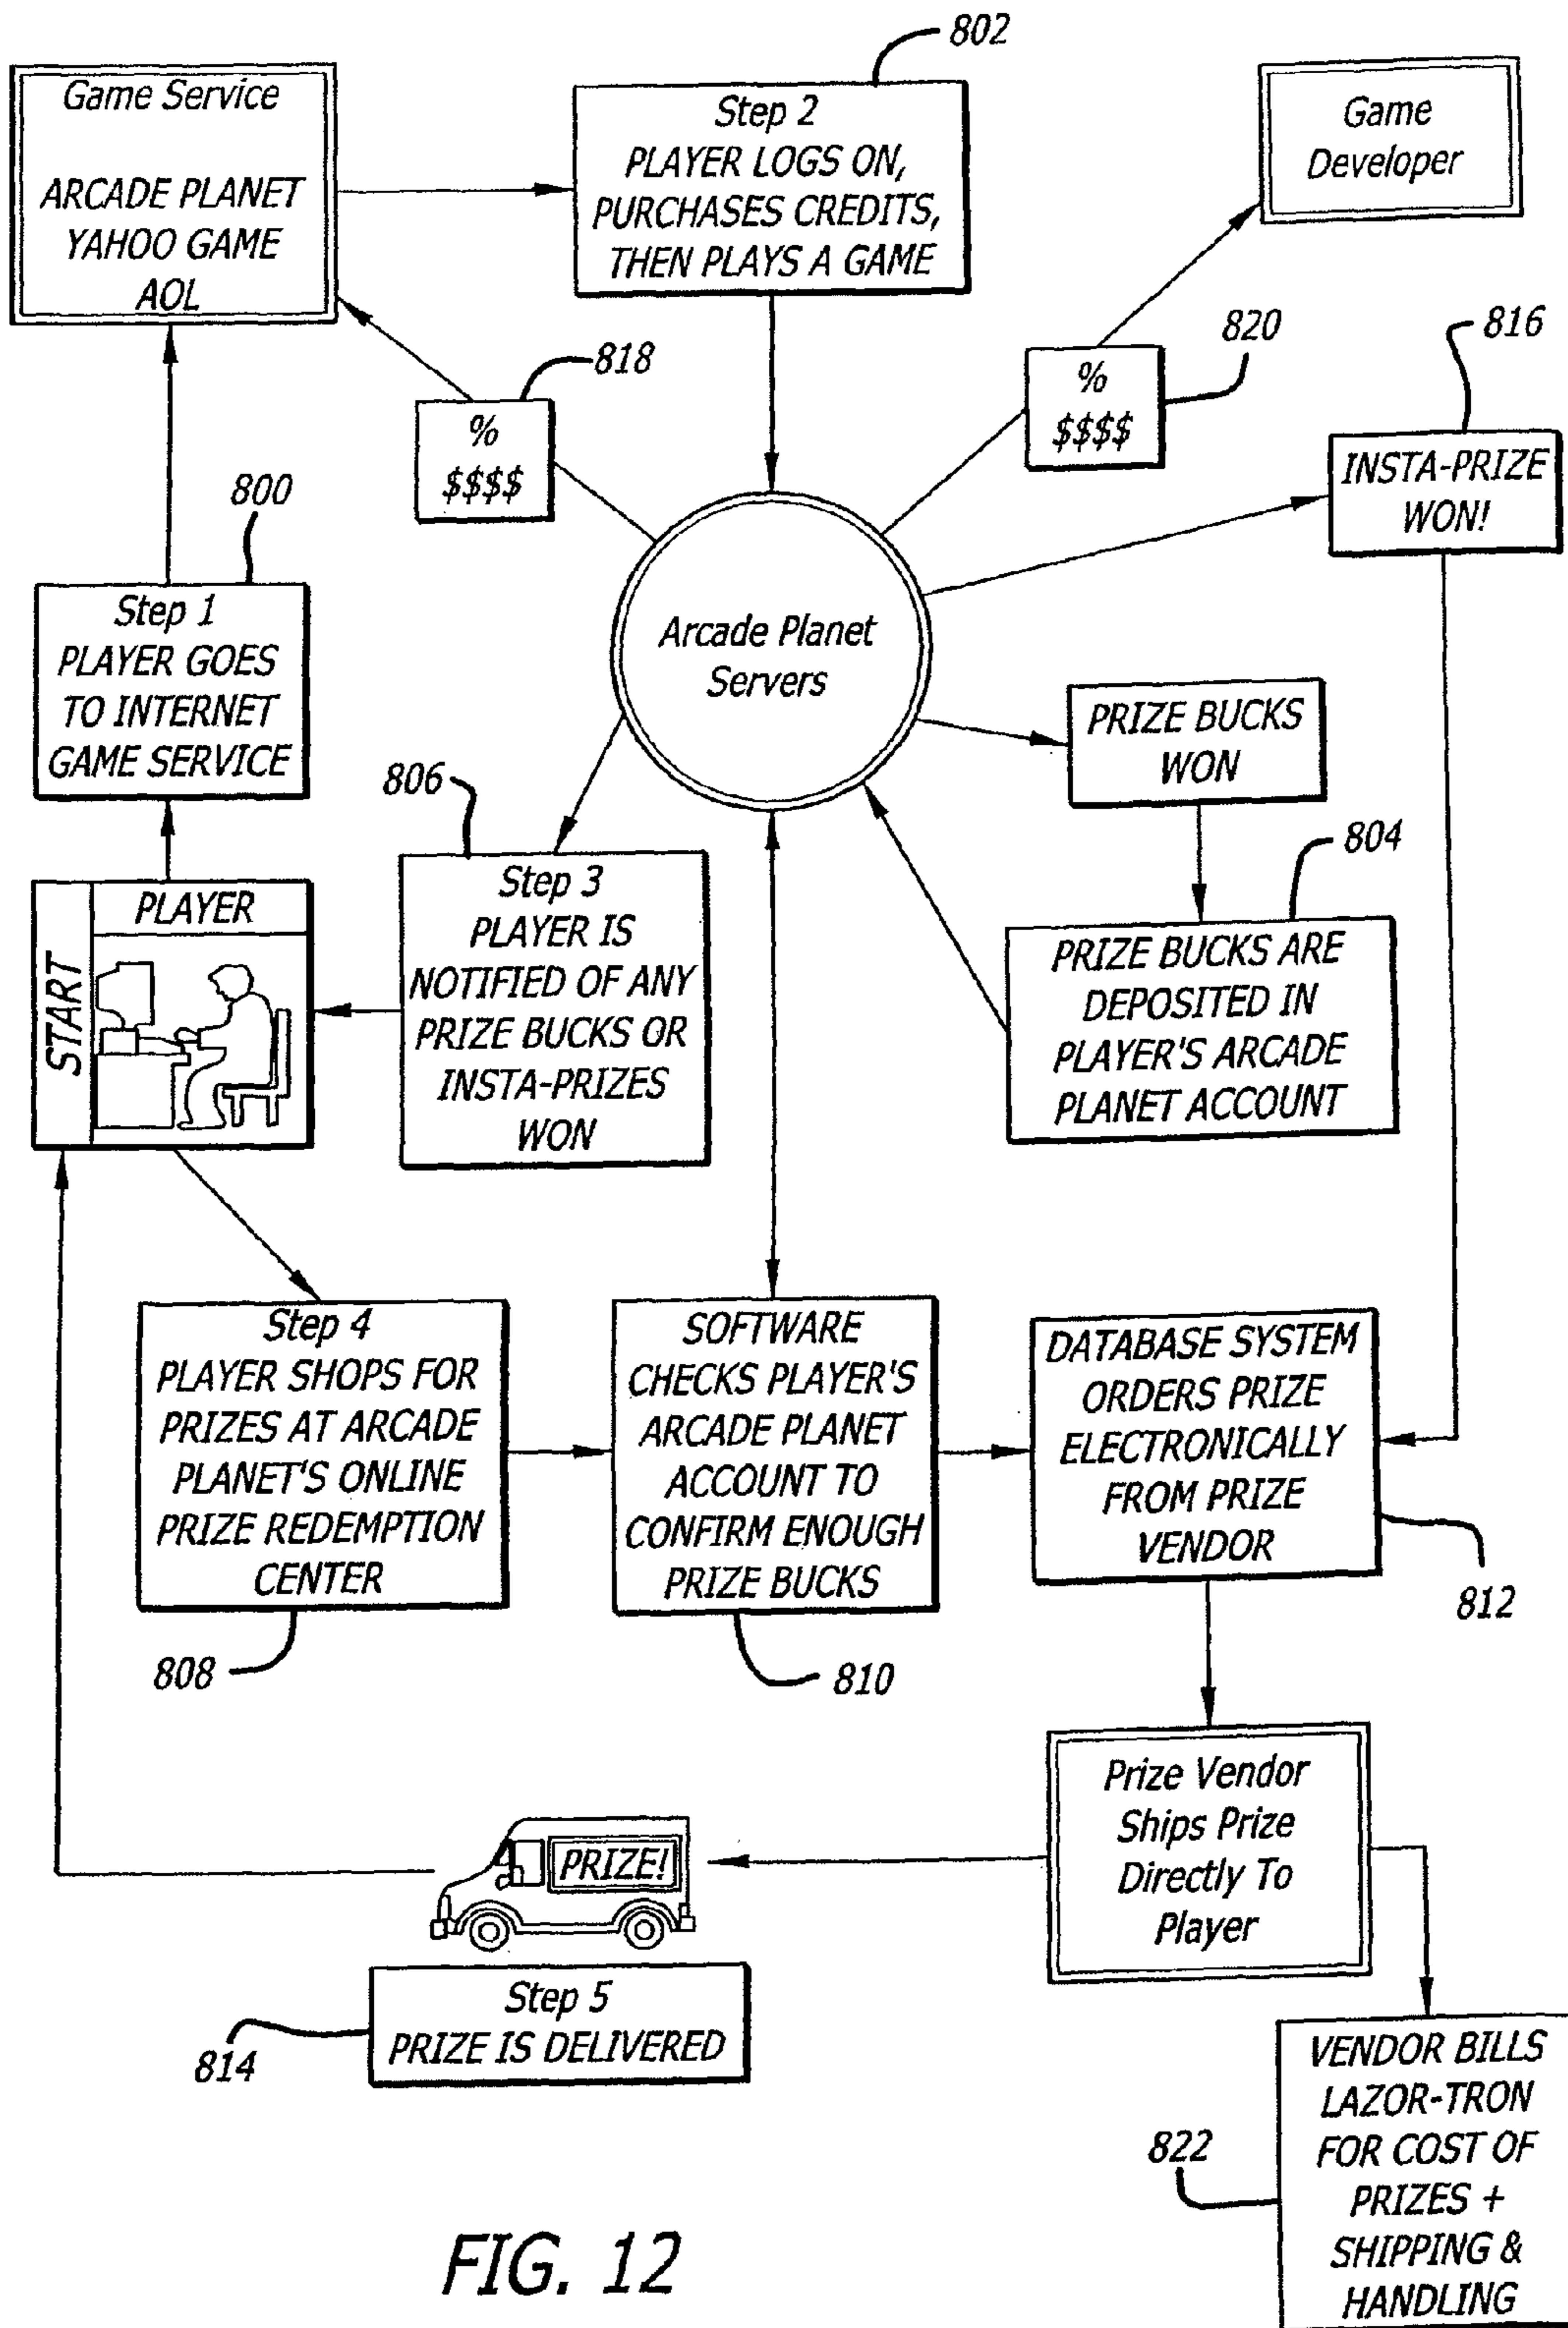 802
Game Service
ARCADE PLANET
YAHOO GAME
AOL
Step 2
PLAYER LOGS ON,
PURCHASES CREDITS,
THEN PLAYS A GAME
Game
Developer
818
%
$$$$
820
%
$$$$
816
INSTA-PRIZE
WON!
800
Step 1
PLAYER GOES
TO INTERNET
GAME SERVICE
Arcade Planet
Servers
PRIZE BUCKS
WON
806
Step 3
PLAYER IS
NOTIFIED OF ANY
PRIZE BUCKS OR
INSTA-PRIZES
WON
804
PRIZE BUCKS ARE
DEPOSITED IN
PLAYER'S ARCADE
PLANET ACCOUNT
START
PLAYER
Step 4
PLAYER SHOPS FOR
PRIZES AT ARCADE
PLANET'S ONLINE
PRIZE REDEMPTION
CENTER
808
SOFTWARE
CHECKS PLAYER'S
ARCADE PLANET
ACCOUNT TO
CONFIRM ENOUGH
PRIZE BUCKS
810
DATABASE SYSTEM
ORDERS PRIZE
ELECTRONICALLY
FROM PRIZE
VENDOR
812
Prize Vendor
Ships Prize
Directly To
Player
PRIZE!
Step 5
PRIZE IS DELIVERED
814
VENDOR BILLS
LAZOR-TRON
FOR COST OF
PRIZES +
SHIPPING &
HANDLING
822
FIG. 12